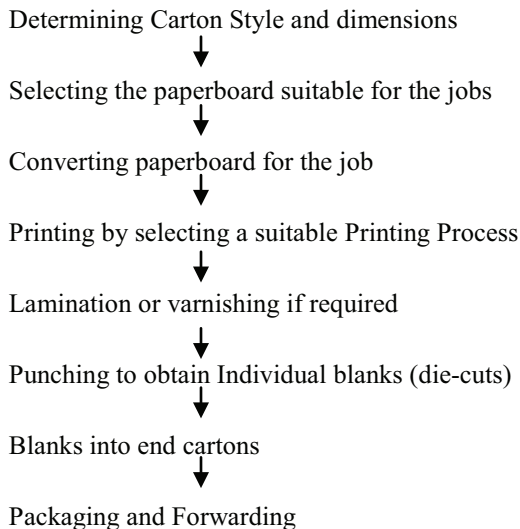 Determining Carton Style and dimensions
Selecting the paperboard suitable for the jobs
Converting paperboard for the job
Printing by selecting a suitable Printing Process
Lamination or varnishing if required
Punching to obtain Individual blanks (die-cuts)
Blanks into end cartons
Packaging and Forwarding